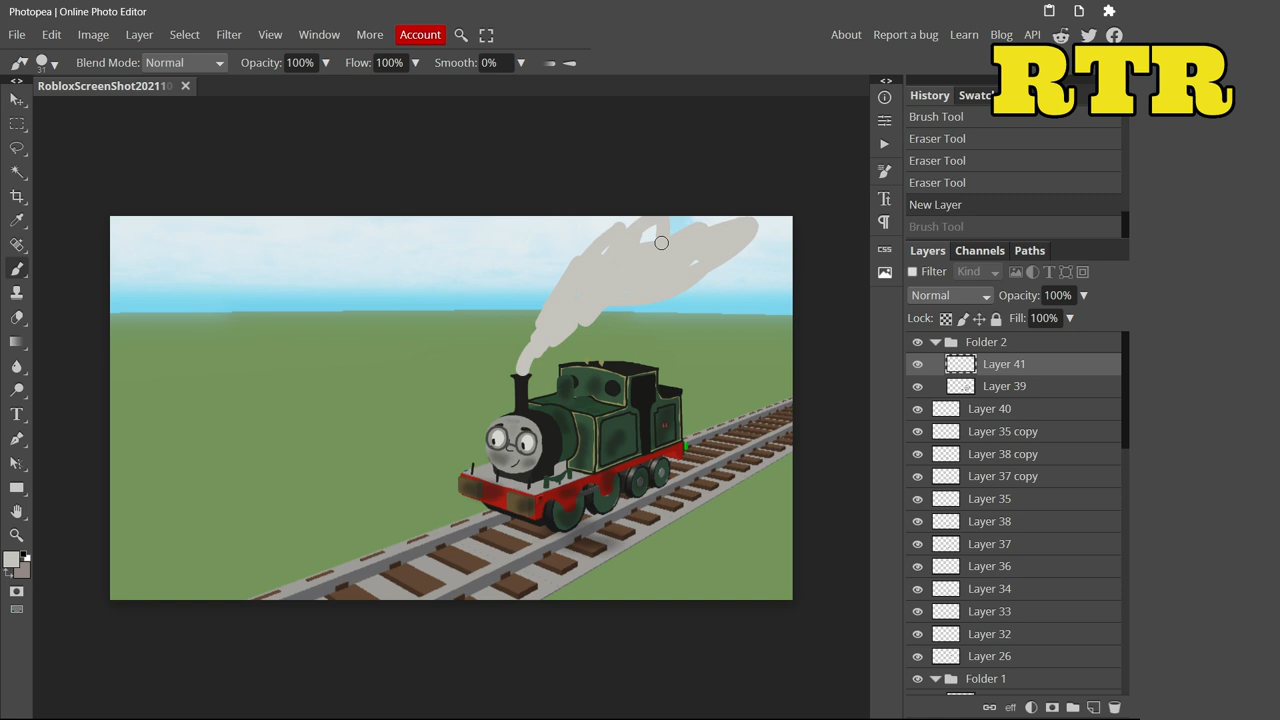 Photopea | Online Photo Editor
File Edit Image Layer Select Filter View Window More Account
About Report a bug Learn Blog API
31 Blend Mode: Normal Opacity: 100% Flow: 100% Smooth: 0%
RTR
RobloxScreenShot202110
History Swatc
Brush Tool
Eraser Tool
Eraser Tool
Eraser Tool
New Layer
Brush Tool
Layers Channels Paths
Filter Kind
Normal Opacity: 100%
Lock: Fill: 100%
Folder 2
Layer 41
Layer 39
Layer 40
Layer 35 copy
Layer 38 copy
Layer 37 copy
Layer 35
Layer 38
Layer 37
Layer 36
Layer 34
Layer 33
Layer 32
Layer 26
Folder 1
eff
CSS